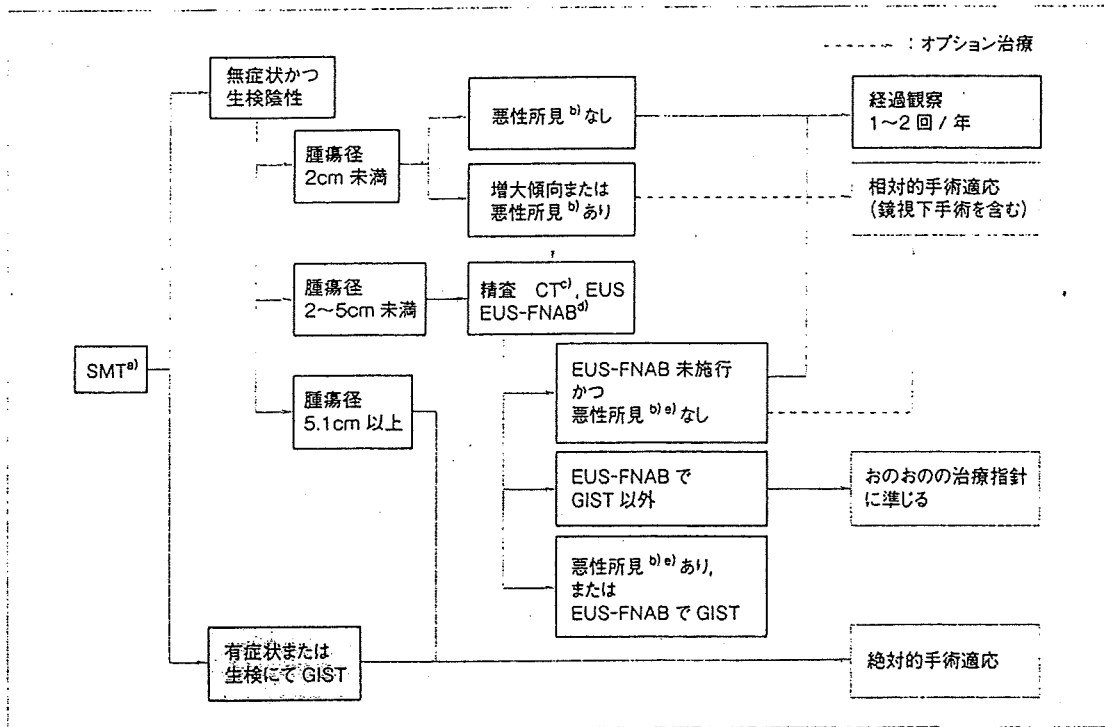 : オプション治療
無症状かつ
生検陰性
悪性所見 b) なし
経過観察
1〜2 回 / 年
腫瘍径
2cm 未満
増大傾向または
悪性所見 b) あり
相対的手術適応
(鏡視下手術を含む)
腫瘍径
2〜5cm 未満
精査 CT c), EUS
EUS-FNAB d)
SMT a)
腫瘍径
5.1cm 以上
EUS-FNAB 未施行
かつ
悪性所見 b) e) なし
EUS-FNAB で
GIST 以外
おのおのの治療指針
に準じる
悪性所見 b) e) あり,
または
EUS-FNAB で GIST
有症状または
生検にて GIST
絶対的手術適応